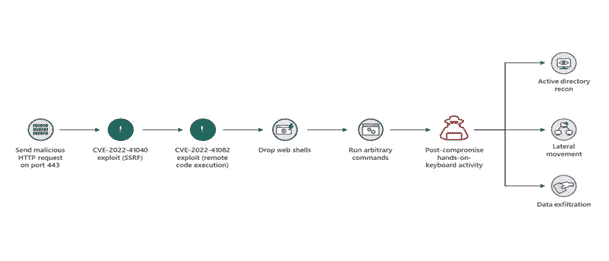 Send malicious
HTTP request
on port 443
CVE-2022-41040
exploit (SSRF)
CVE-2022-41082
exploit (remote
code execution)
Drop web shells
Run arbitrary
commands
Post-compromise
hands-on-
keyboard activity
Active directory
recon
Lateral
movement
Data exfiltration